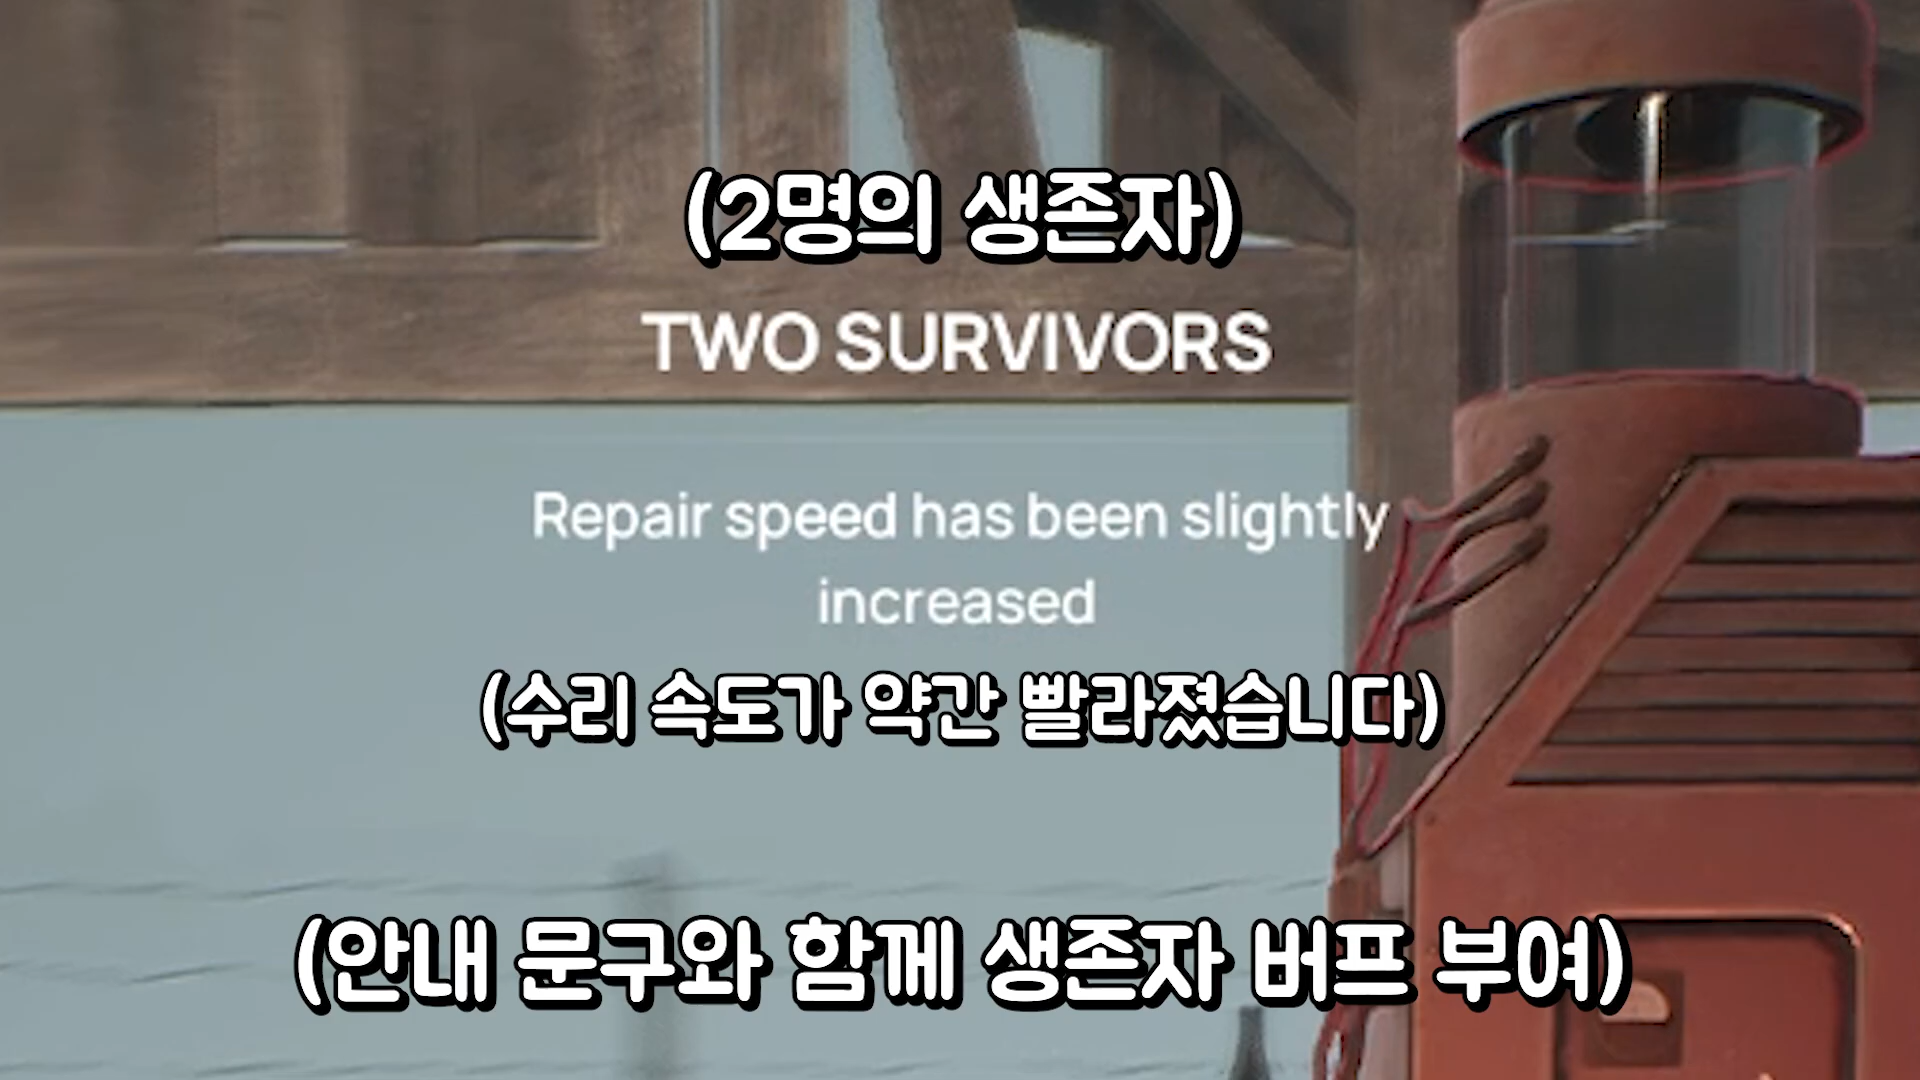 (2명의 생존자)
TWO SURVIVORS
Repair speed has been slightly
increased
(수리 속도가 약간 빨라졌습니다)
(안내 문구와 함께 생존자 버프 부여)